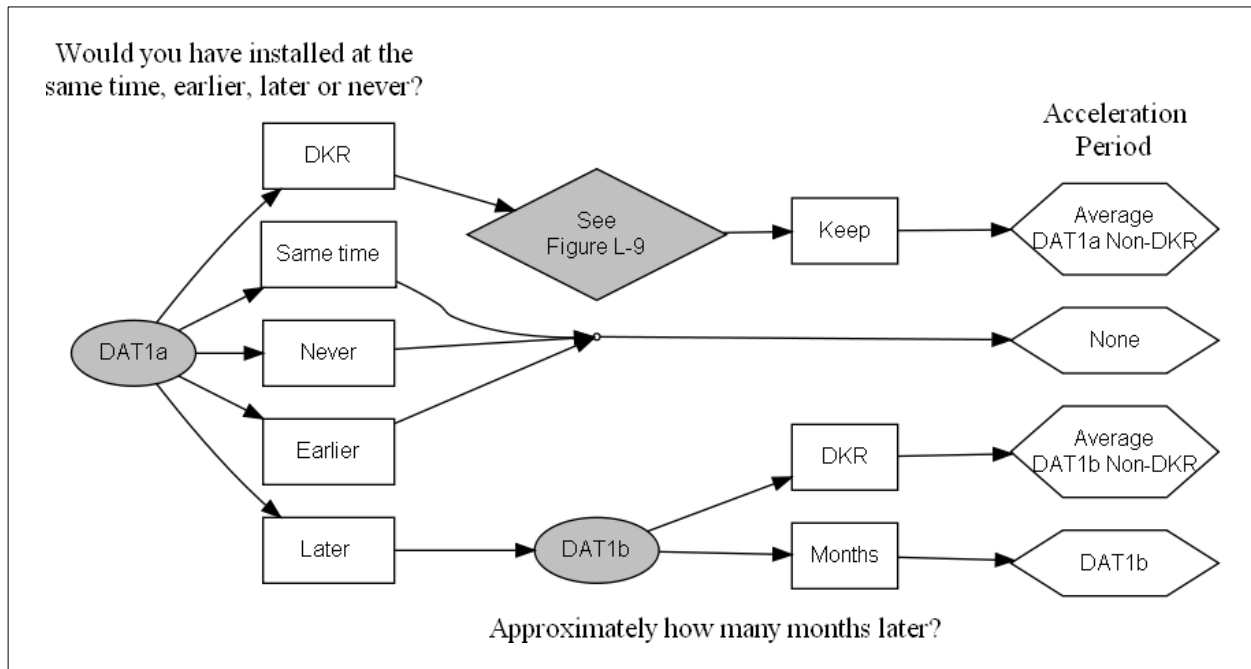 Would you have installed at the
same time, earlier, later or never?
Acceleration
Period
DKR
See
Figure L-9
Keep
Average
DAT1a Non-DKR
Same time
DAT1a
Never
None
Earlier
DKR
Average
DAT1b Non-DKR
Later
DAT1b
Months
DAT1b
Approximately how many months later?